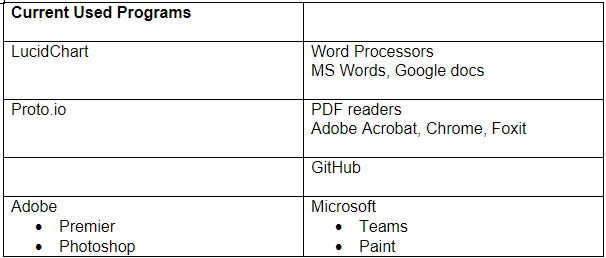 Current Used Programs
LucidChart
Word Processors
MS Words, Google docs
Proto.io
PDF readers
Adobe Acrobat, Chrome, Foxit
GitHub
Adobe
• Premier
• Photoshop
Microsoft
• Teams
• Paint